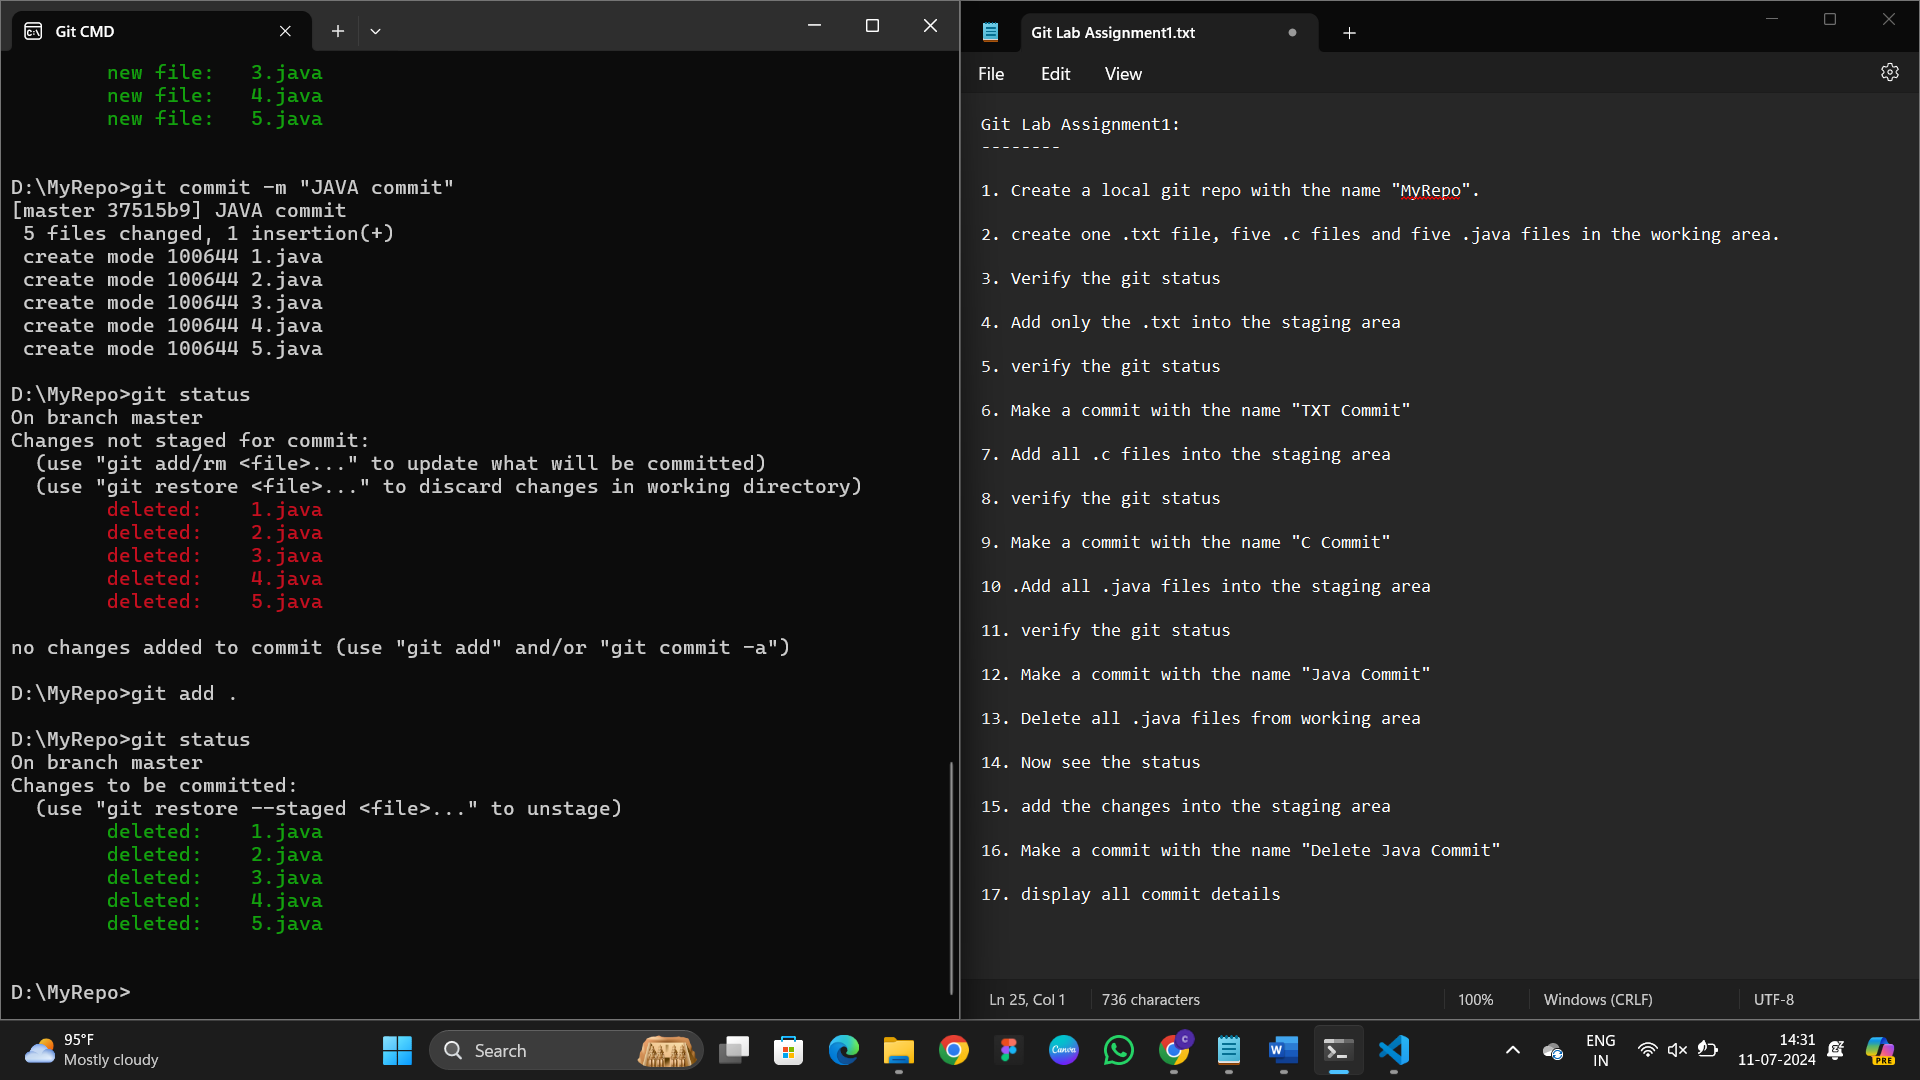 Git CMD
new file:   3.java
new file:   4.java
new file:   5.java
D:\MyRepo>git commit -m "JAVA commit"
[master 37515b9] JAVA commit
 5 files changed, 1 insertion(+)
 create mode 100644 1.java
 create mode 100644 2.java
 create mode 100644 3.java
 create mode 100644 4.java
 create mode 100644 5.java
D:\MyRepo>git status
On branch master
Changes not staged for commit:
  (use "git add/rm <file>..." to update what will be committed)
  (use "git restore <file>..." to discard changes in working directory)
        deleted:    1.java
        deleted:    2.java
        deleted:    3.java
        deleted:    4.java
        deleted:    5.java
no changes added to commit (use "git add" and/or "git commit -a")
D:\MyRepo>git add .
D:\MyRepo>git status
On branch master
Changes to be committed:
  (use "git restore --staged <file>..." to unstage)
        deleted:    1.java
        deleted:    2.java
        deleted:    3.java
        deleted:    4.java
        deleted:    5.java
D:\MyRepo>
Git Lab Assignment1.txt
File Edit View
Git Lab Assignment1:
--------
1. Create a local git repo with the name "MyRepo".
2. create one .txt file, five .c files and five .java files in the working area.
3. Verify the git status
4. Add only the .txt into the staging area
5. verify the git status
6. Make a commit with the name "TXT Commit"
7. Add all .c files into the staging area
8. verify the git status
9. Make a commit with the name "C Commit"
10 .Add all .java files into the staging area
11. verify the git status
12. Make a commit with the name "Java Commit"
13. Delete all .java files from working area
14. Now see the status
15. add the changes into the staging area
16. Make a commit with the name "Delete Java Commit"
17. display all commit details
Ln 25, Col 1 736 characters 100% Windows (CRLF) UTF-8
95°F
Mostly cloudy
Search
Canva
C
W
PRE
ENG
IN
14:31
11-07-2024